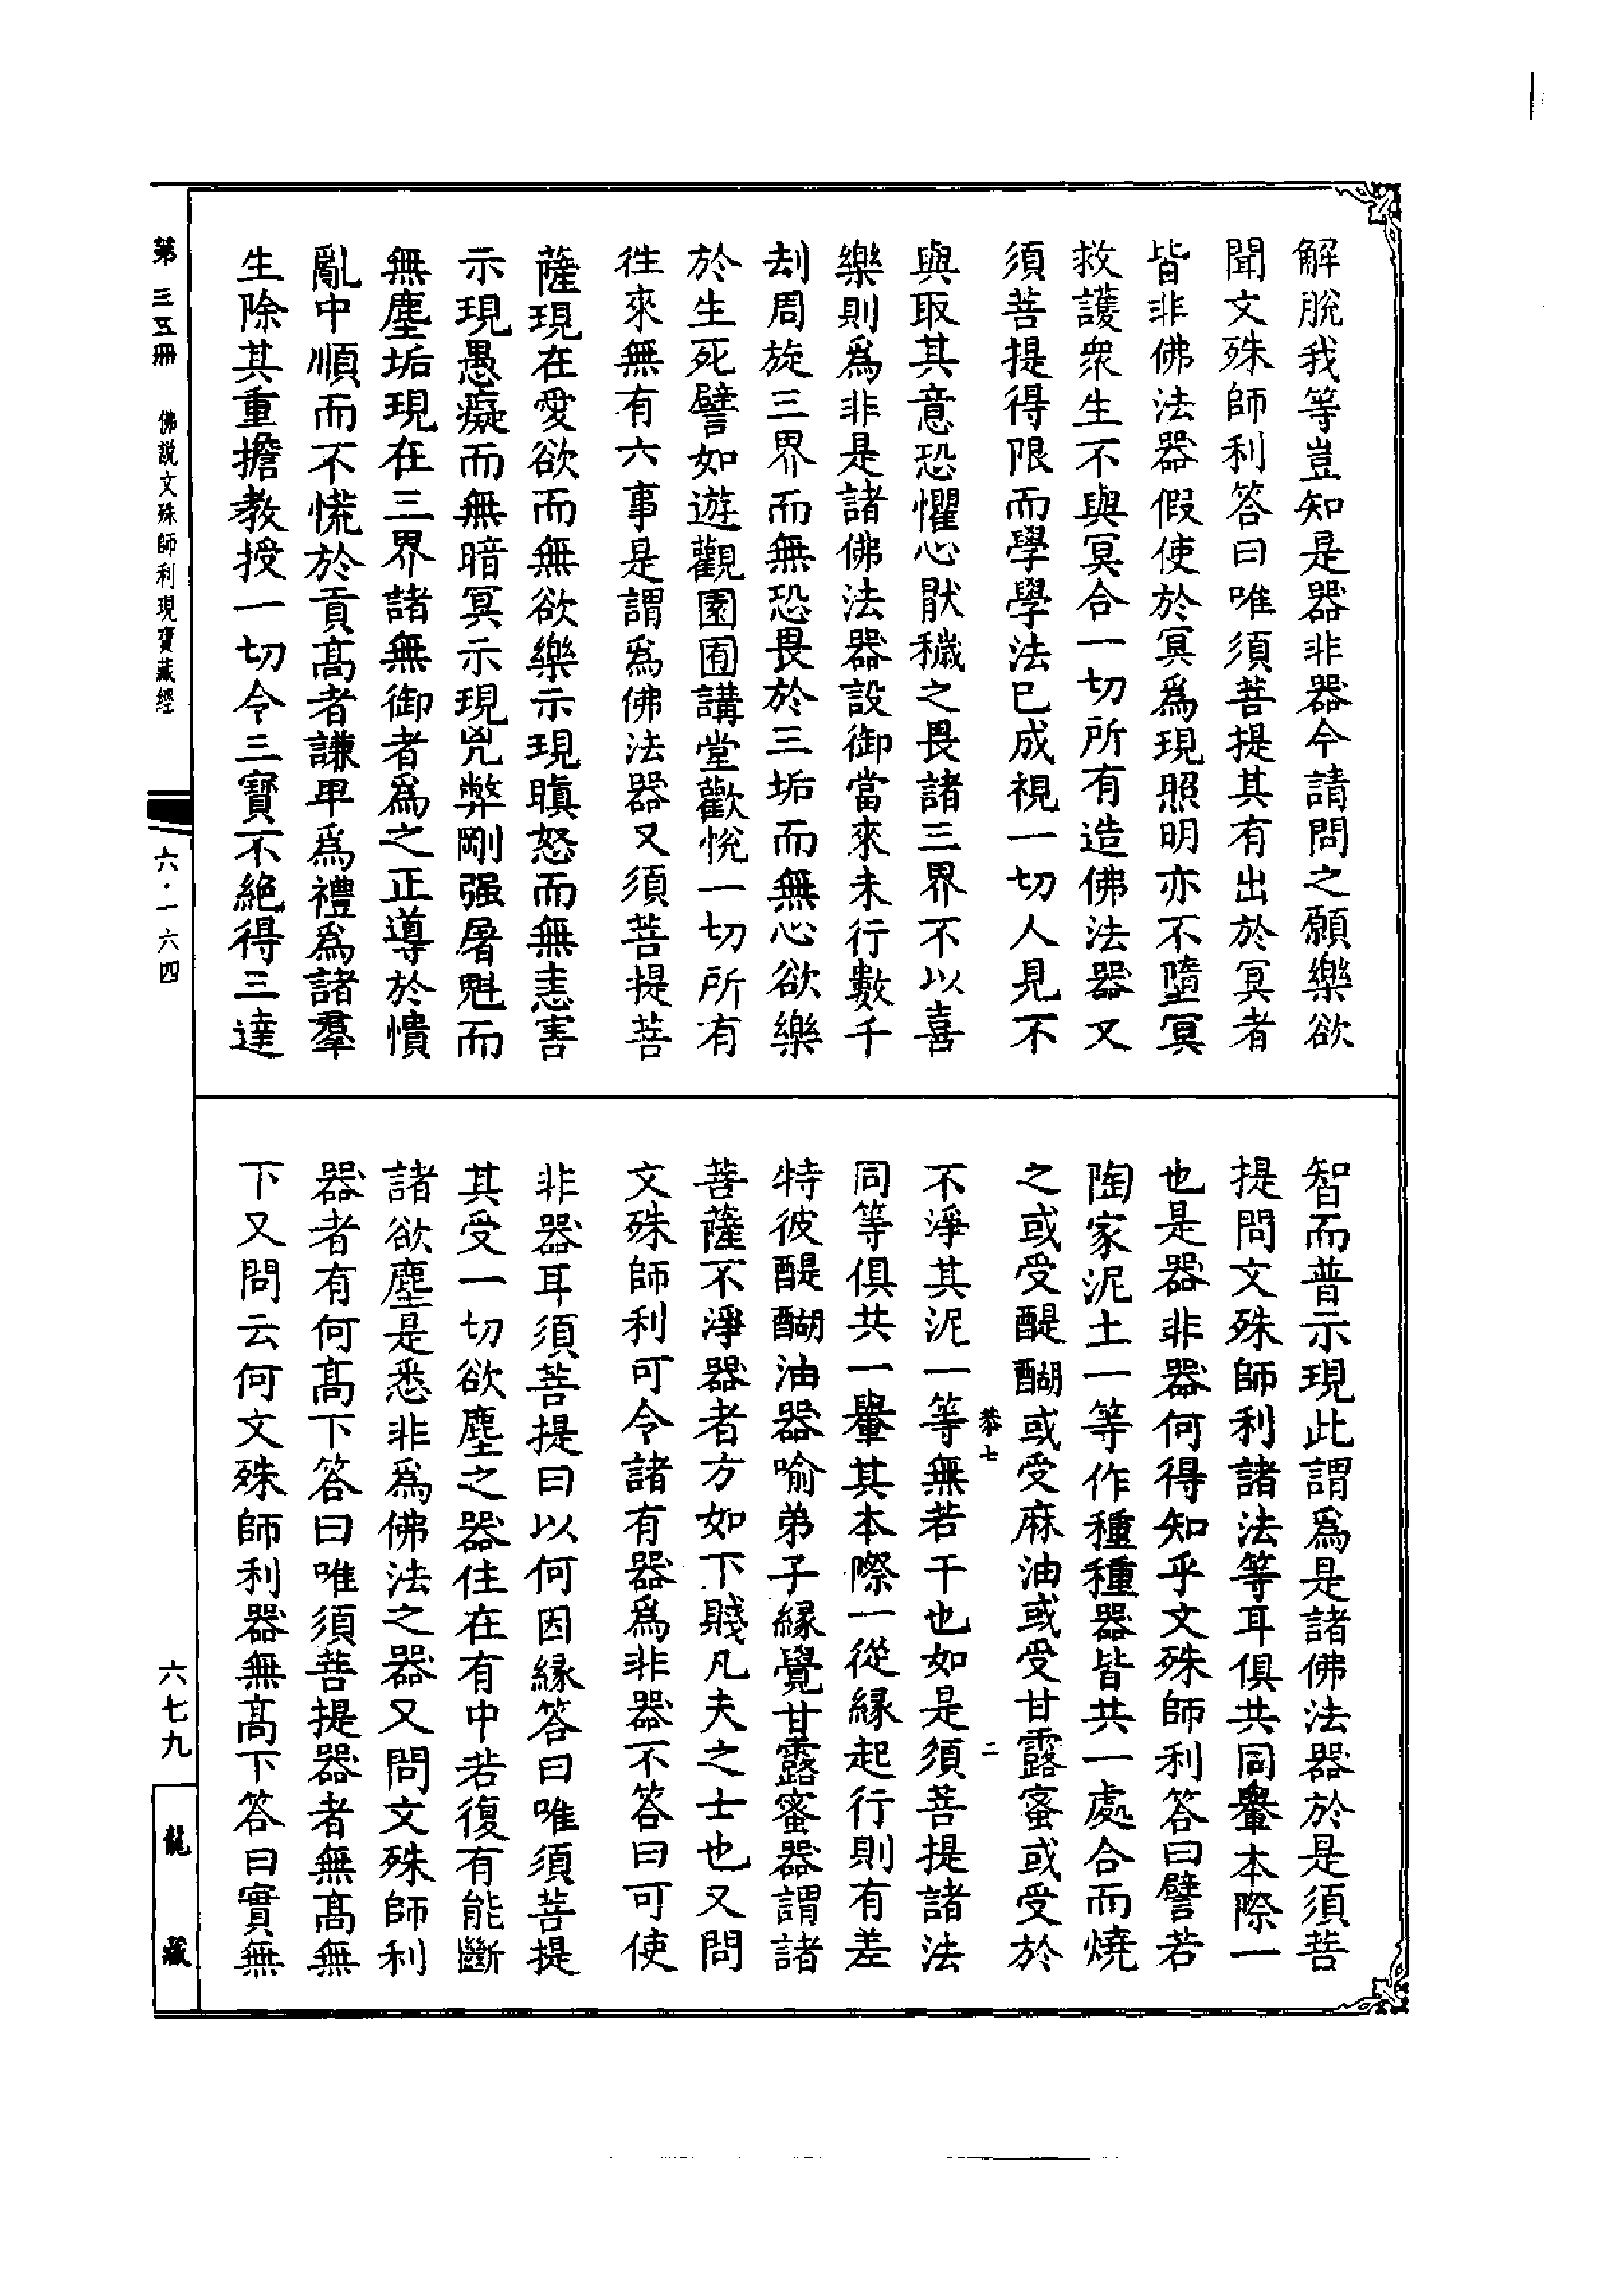 解脫我等豈知是器非器今請問之願樂欲
聞文殊師利答曰唯須菩提其有出於冥者
皆非佛法器假使於冥爲現照明亦不墮冥
救護衆生不與冥合一切所有造佛法器又
須菩提得限而學學法已成視一切人見不
與取其意恐懼心猒穢之畏諸三界不以喜
樂則爲非是諸佛法器設御當來未行數千
刦周旋三界而無恐畏於三垢而無心欲樂
於生死譬如遊觀園囿講堂歡悅一切所有
往來無有六事是謂爲佛法器又須菩提菩
薩現在愛欲而無欲樂示現瞋怒而無恚害
示現愚癡而無暗冥示現兇弊剛强屠魁而
無塵垢現在三界諸無御者爲之正導於憒
亂中順而不慌於貢髙者謙卑爲禮爲諸羣
生除其重擔教授一切令三寶不絕得三達
智而普示現此謂爲是諸佛法器於是須菩
提問文殊師利諸法等耳俱共同舉本際一
也是器非器何得知乎文殊師利答曰譬若
陶家泥土一等作種種器皆共一處合而燒
之或受醍醐或受麻油或受甘露蜜或受於
不淨其泥一等無若干也如是須菩提諸法
同等俱共一舉其本際一從緣起行則有差
特彼醍醐油器喻弟子緣覺甘露蜜器謂諸
菩薩不淨器者方如下賤凡夫之士也又問
文殊師利可令諸有器爲非器不答曰可使
非器耳須菩提曰以何因緣答曰唯須菩提
其受一切欲塵之器住在有中若復有能斷
諸欲塵是悉非爲佛法之器又問文殊師利
器者有何髙下答曰唯須菩提器者無髙無
下又問云何文殊師利器無髙下答曰實無
恭七
二
第三五冊 佛説文殊師利現寶藏經
六·一六四
六七九
龍藏